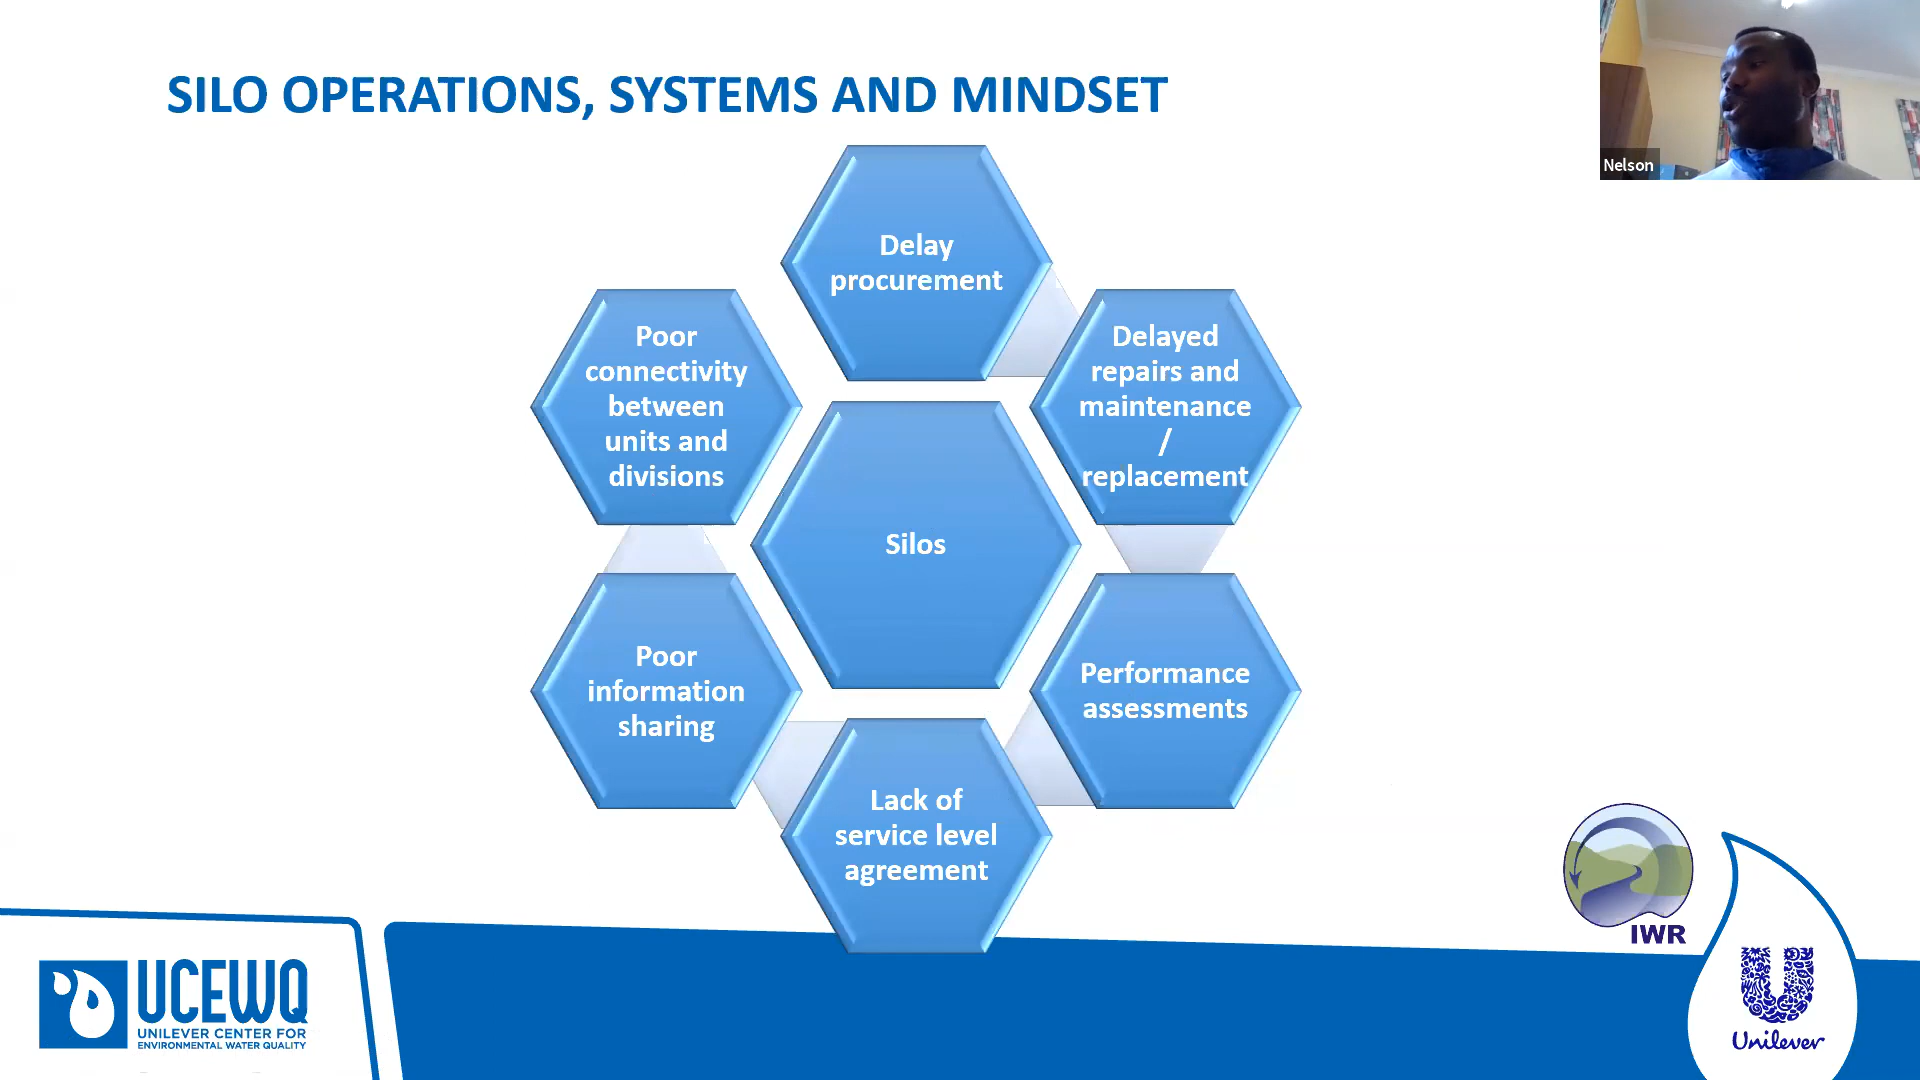 SILO OPERATIONS, SYSTEMS AND MINDSET
Nelson
Delay
procurement
Delayed
repairs and
maintenance
/
replacement
Performance
assessments
Lack of
service level
agreement
Poor
information
sharing
Poor
connectivity
between
units and
divisions
Silos
UCEWQ
UNILEVER CENTER FOR
ENVIRONMENTAL WATER QUALITY
IWR
Unilever